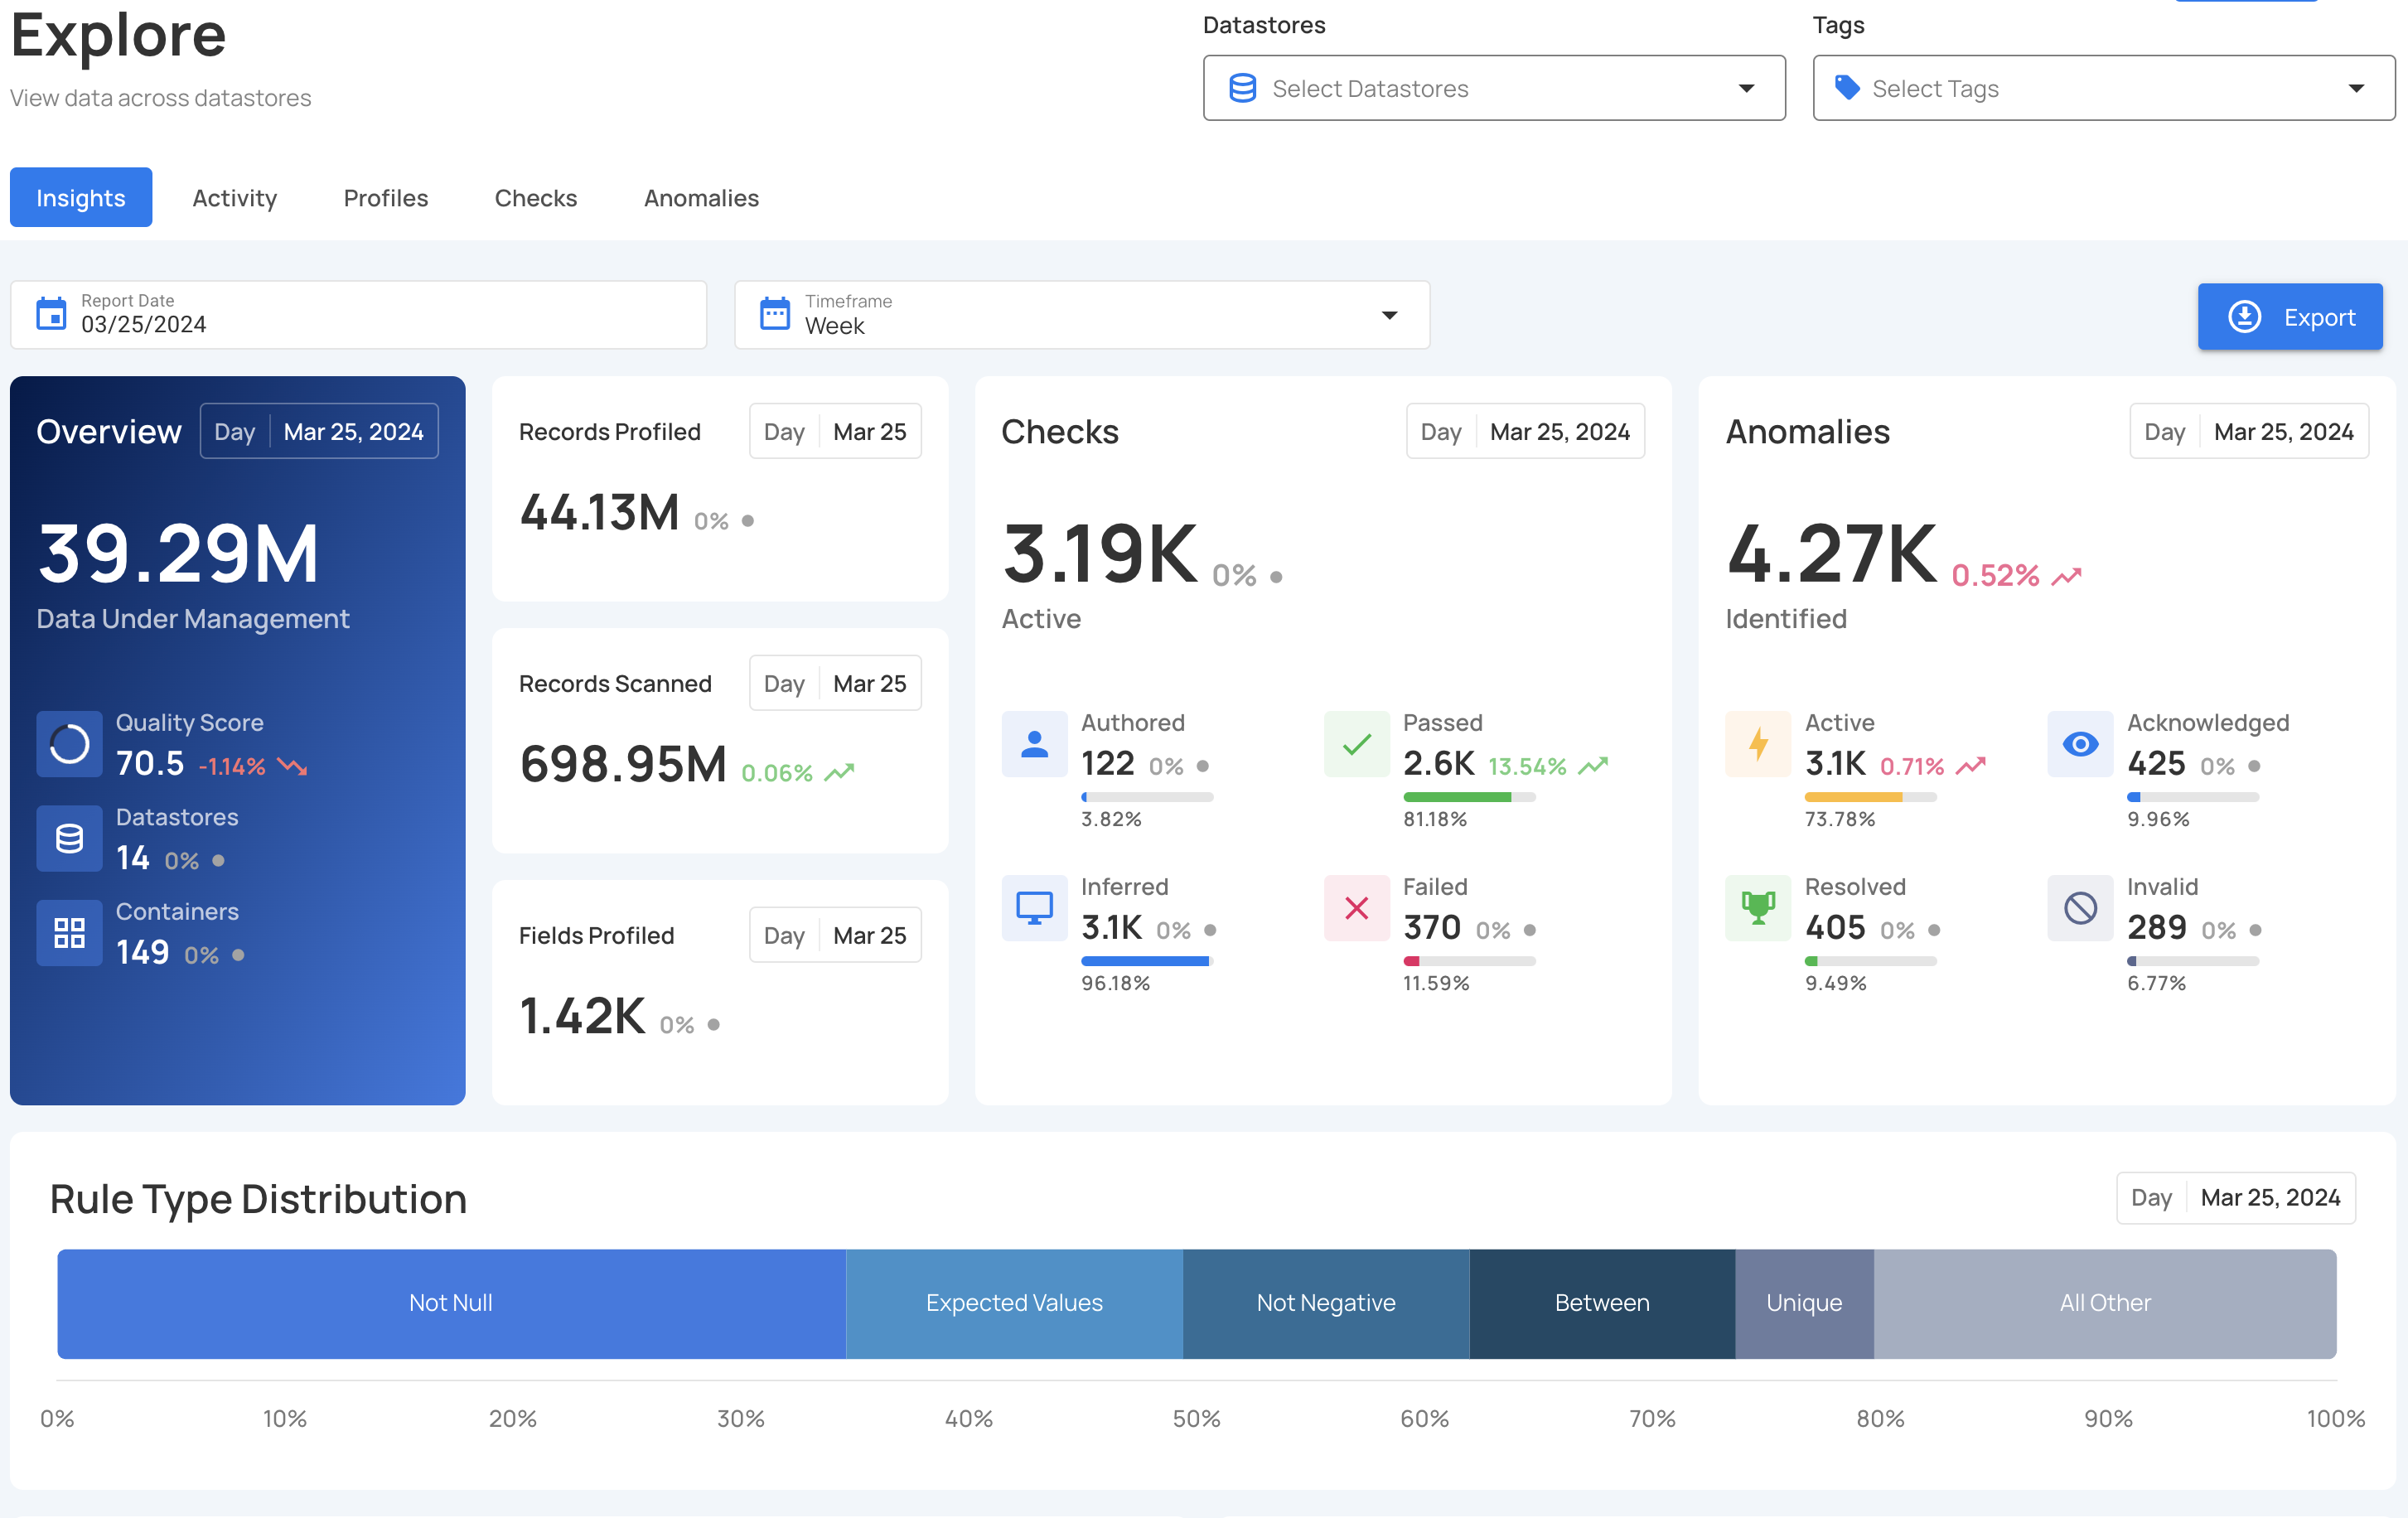 Explore
View data across datastores
Datastores
Select Datastores
Tags
Select Tags
Insights
Activity
Profiles
Checks
Anomalies
Report Date
03/25/2024
Timeframe
Week
Export
Overview
Day
Mar 25, 2024
39.29M
Data Under Management
Quality Score
70.5 -1.14%
Datastores
14 0%
Containers
149 0%
Records Profiled
Day
Mar 25
44.13M 0%
Records Scanned
Day
Mar 25
698.95M 0.06%
Fields Profiled
Day
Mar 25
1.42K 0%
Checks
Day
Mar 25, 2024
3.19K 0%
Active
Authored
122 0%
3.82%
Passed
2.6K 13.54%
81.18%
Inferred
3.1K 0%
96.18%
Failed
370 0%
11.59%
Anomalies
Day
Mar 25, 2024
4.27K 0.52%
Identified
Active
3.1K 0.71%
73.78%
Acknowledged
425 0%
9.96%
Resolved
405 0%
9.49%
Invalid
289 0%
6.77%
Rule Type Distribution
Day
Mar 25, 2024
Not Null
Expected Values
Not Negative
Between
Unique
All Other
0%
10%
20%
30%
40%
50%
60%
70%
80%
90%
100%